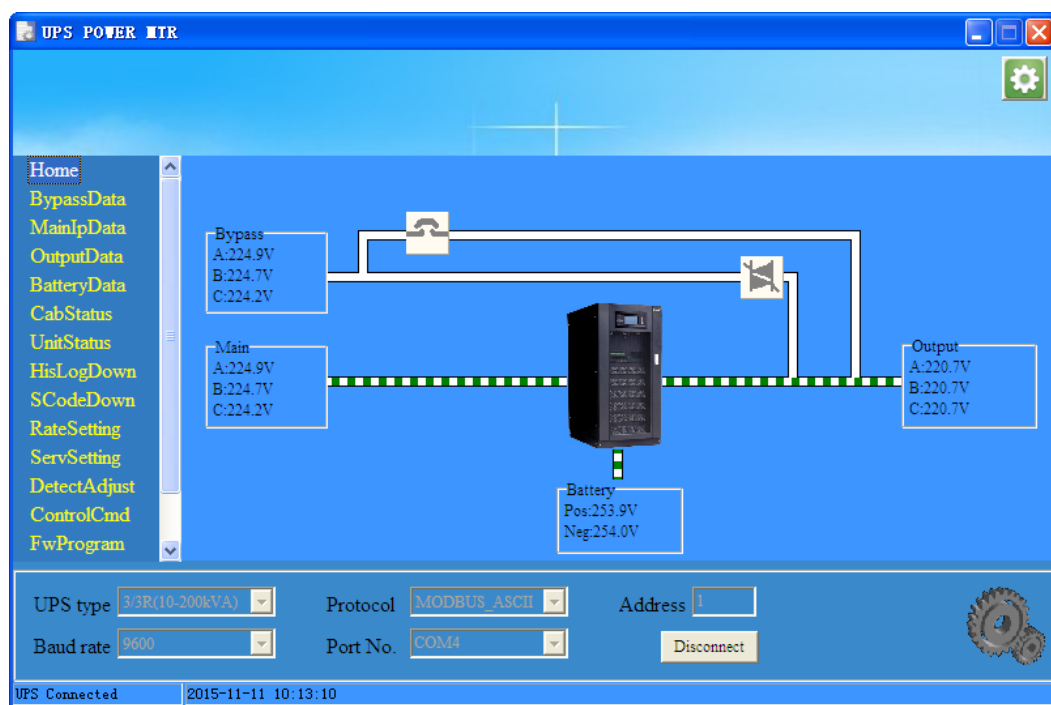 UPS POWER MTR
Home
BypassData
MainIpData
OutputData
BatteryData
CabStatus
UnitStatus
HisLogDown
SCodeDown
RateSetting
ServSetting
DetectAdjust
ControlCmd
FwProgram
Bypass
A:224.9V
B:224.7V
C:224.2V
Main
A:224.9V
B:224.7V
C:224.2V
Output
A:220.7V
B:220.7V
C:220.7V
Battery
Pos:253.9V
Neg:254.0V
UPS type 3/3R(10-200kVA) Protocol MODBUS_ASCII Address 1
Baud rate 9600 Port No. COM4 Disconnect
UPS Connected 2015-11-11 10:13:10